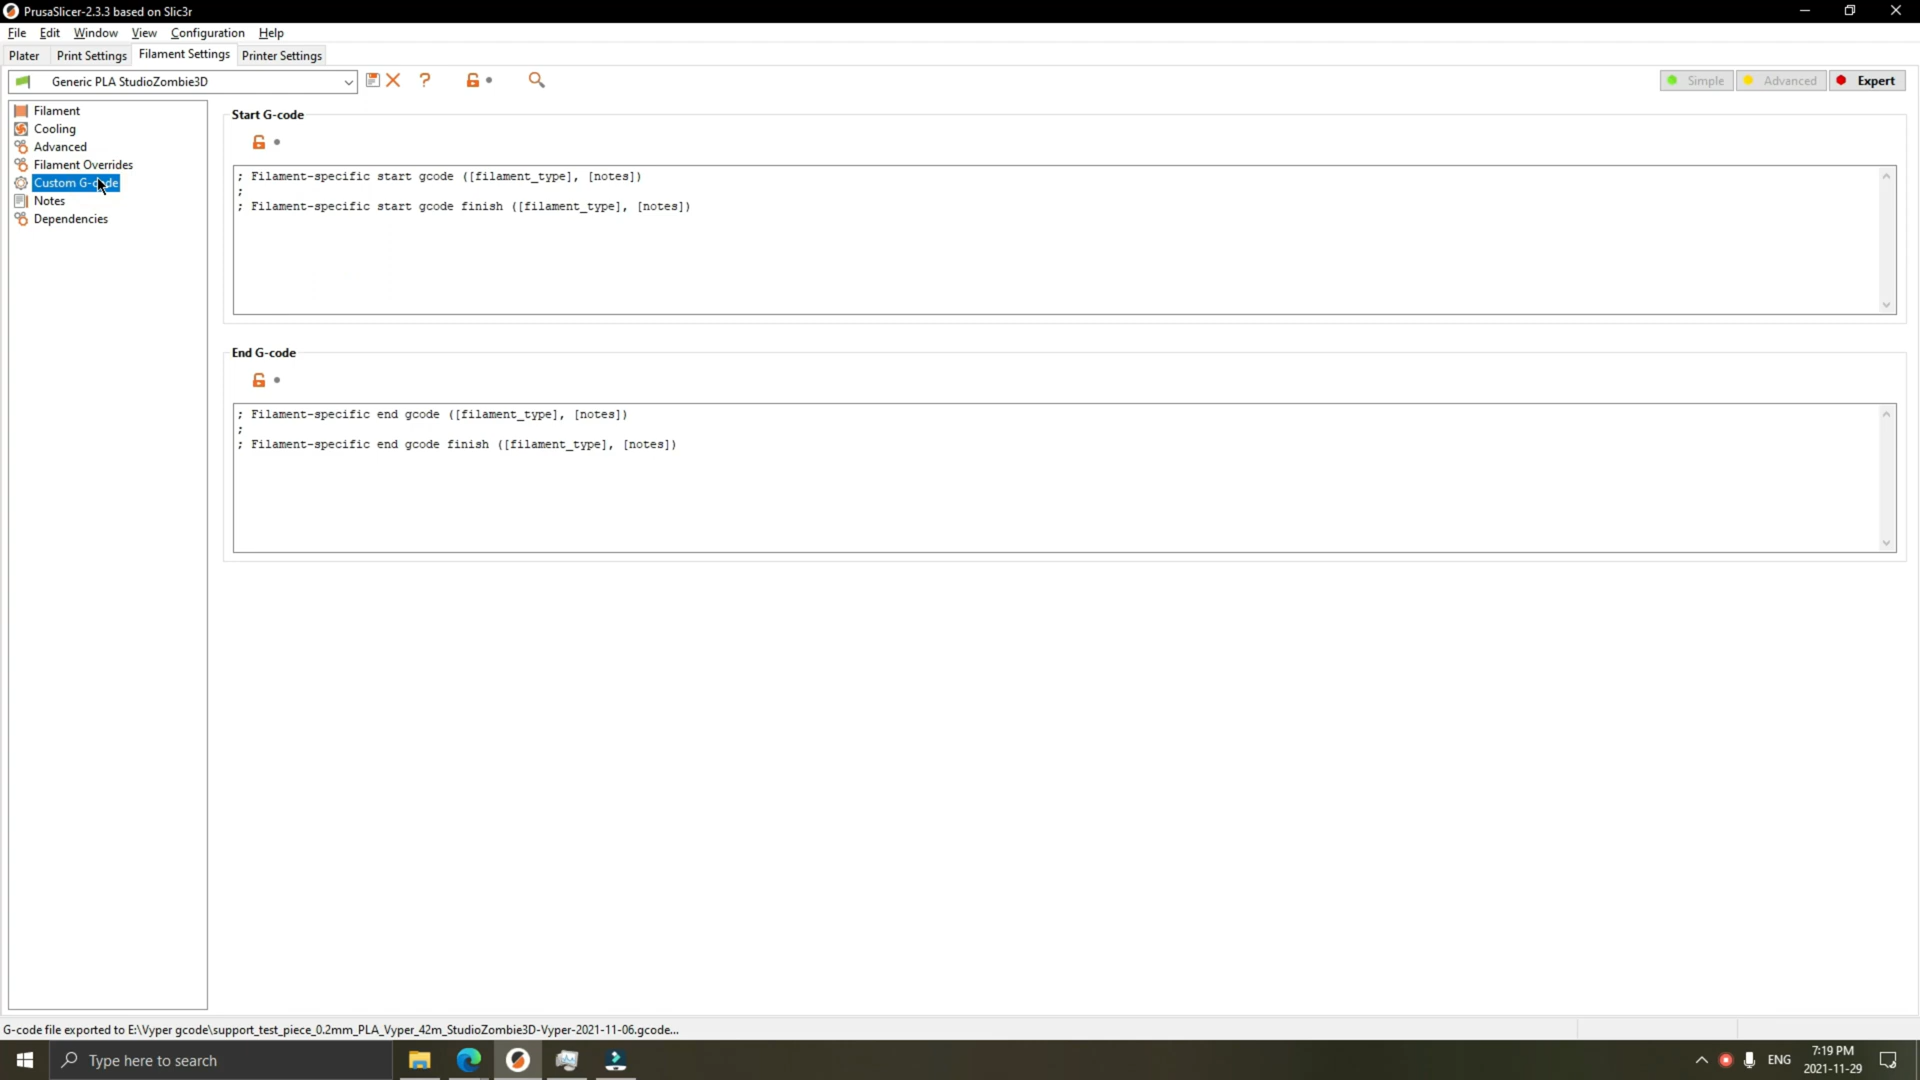 PrusaSlicer-2.3.3 based on Slic3r
File Edit Window View Configuration Help
Plater Print Settings Filament Settings Printer Settings
Generic PLA StudioZombie3D ? Simple Advanced Expert
Filament
Cooling
Advanced
Filament Overrides
Custom G-code
Notes
Dependencies
Start G-code
; Filament-specific start gcode ([filament_type], [notes])
;
; Filament-specific start gcode finish ([filament_type], [notes])
End G-code
; Filament-specific end gcode ([filament_type], [notes])
;
; Filament-specific end gcode finish ([filament_type], [notes])
G-code file exported to E:\Vyper gcode\support_test_piece_0.2mm_PLA_Vyper_42m_StudioZombie3D-Vyper-2021-11-06.gcode...
Type here to search
ENG
7:19 PM
2021-11-29